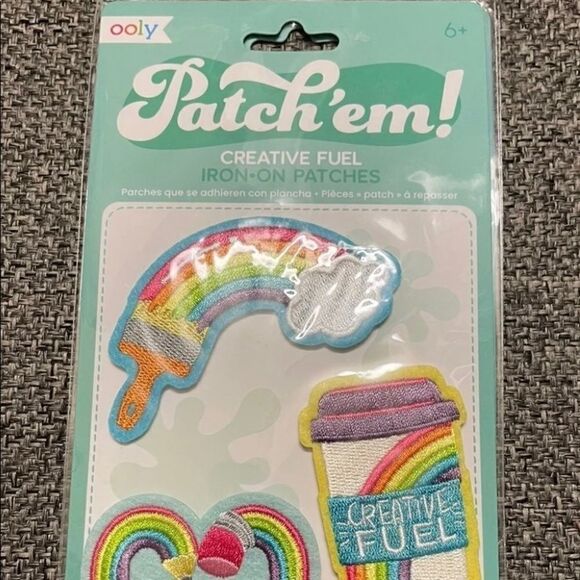 ooly
6+
Patch'em!
CREATIVE FUEL
IRON-ON PATCHES
Parches que se adhieren con plancha • Pièces « patch » à repasser
CREATIVE
FUEL